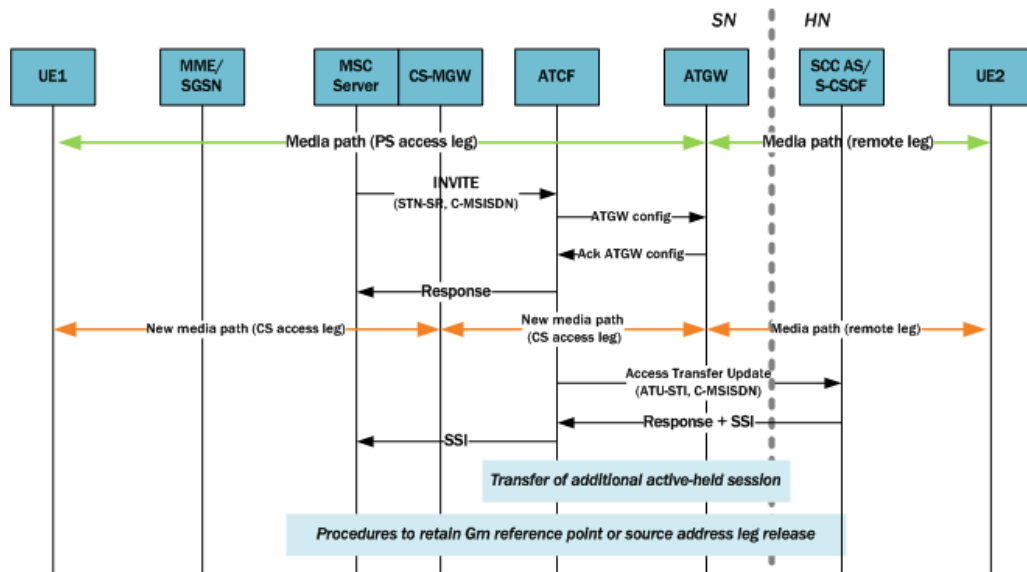 SN HN
UE1
MME/
SGSN
MSC
Server
CS-MGW
ATCF
ATGW
SCC AS/
S-CSCF
UE2
Media path (PS access leg)
Media path (remote leg)
INVITE
(STN-SR, C-MSISDN)
ATGW config
Ack ATGW config
Response
New media path (CS access leg)
New media path
(CS access leg)
Media path (remote leg)
Access Transfer Update
(ATU-STI, C-MSISDN)
Response + SSI
SSI
Transfer of additional active-held session
Procedures to retain Gm reference point or source address leg release